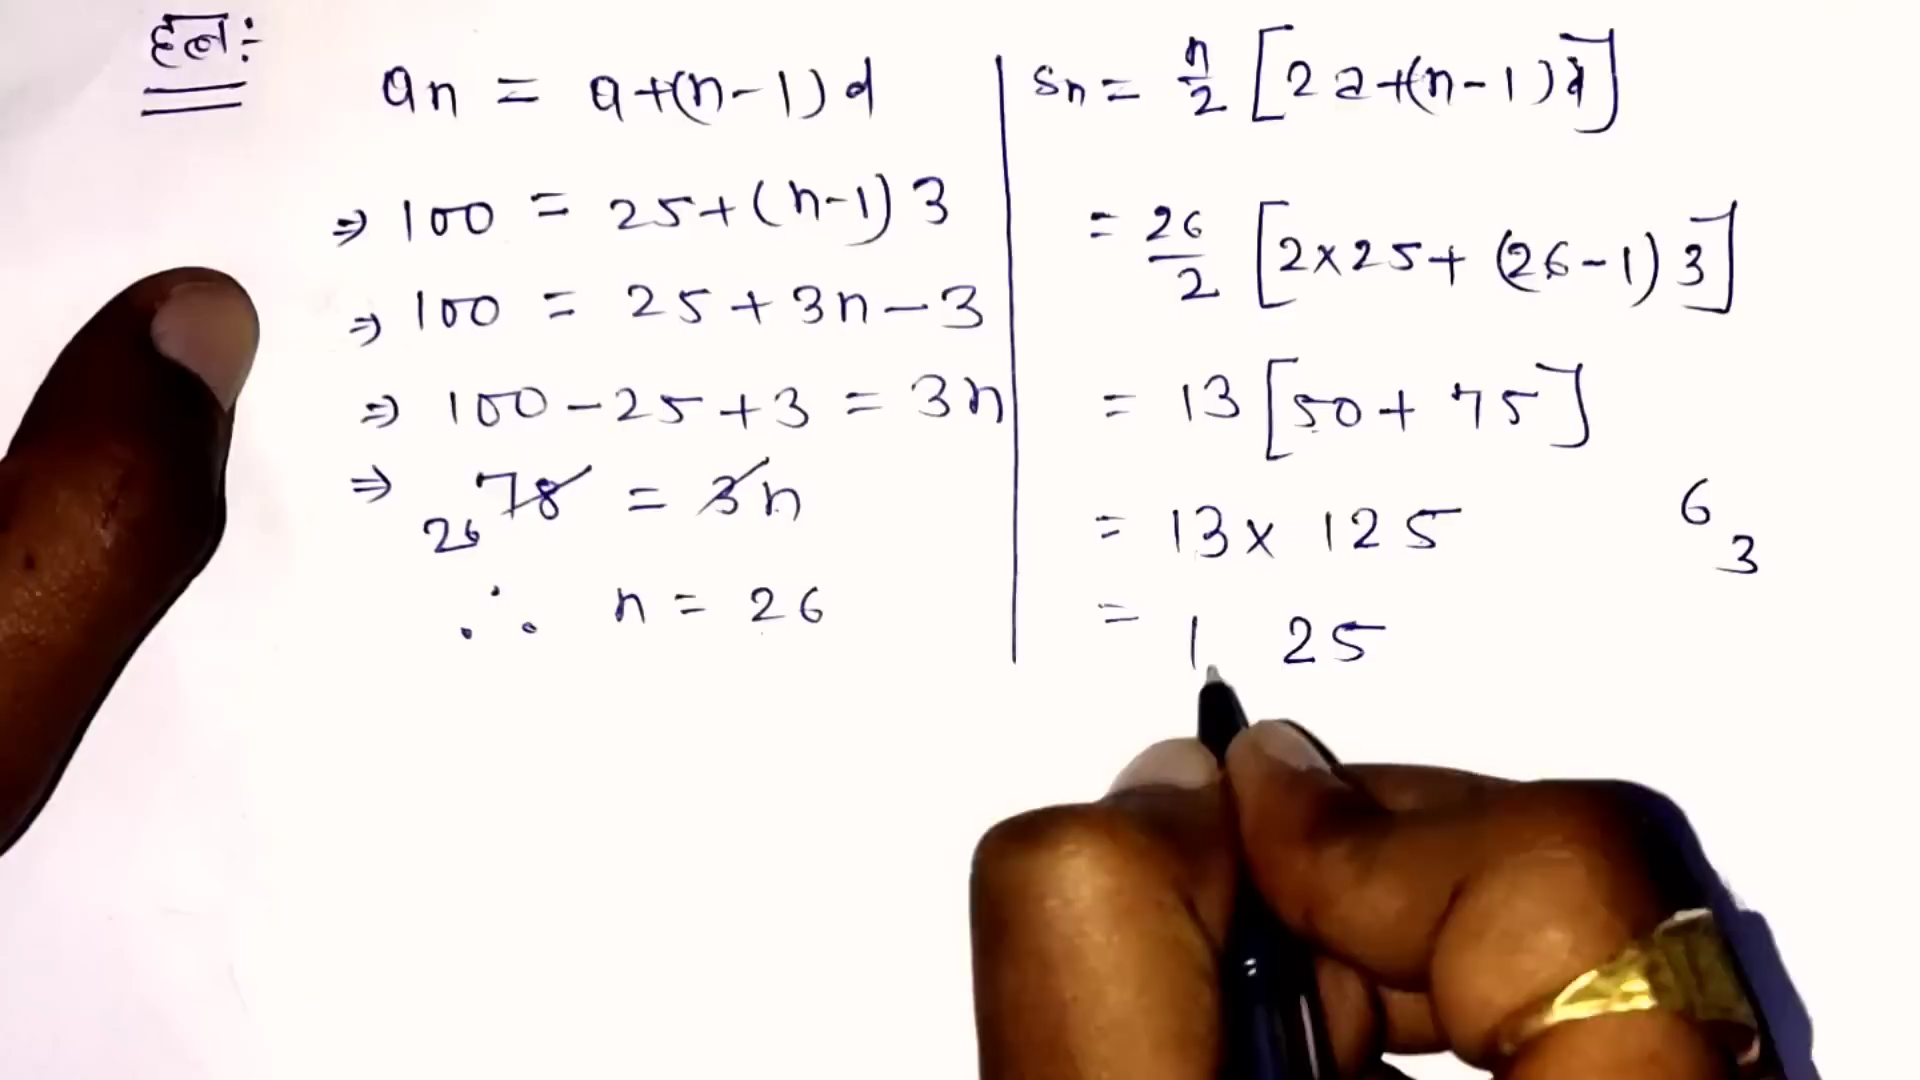 हल:-
an = a+(n-1)d
⇒ 100 = 25+(n-1)3
⇒ 100 = 25+3n-3
⇒ 100-25+3 = 3n
⇒ 26 78 = 3n
∴ n = 26
Sn = n/2 [2a+(n-1)d]
= 26/2 [2×25+(26-1)3]
= 13[50+75]
= 13×125
6
3
= 1 25